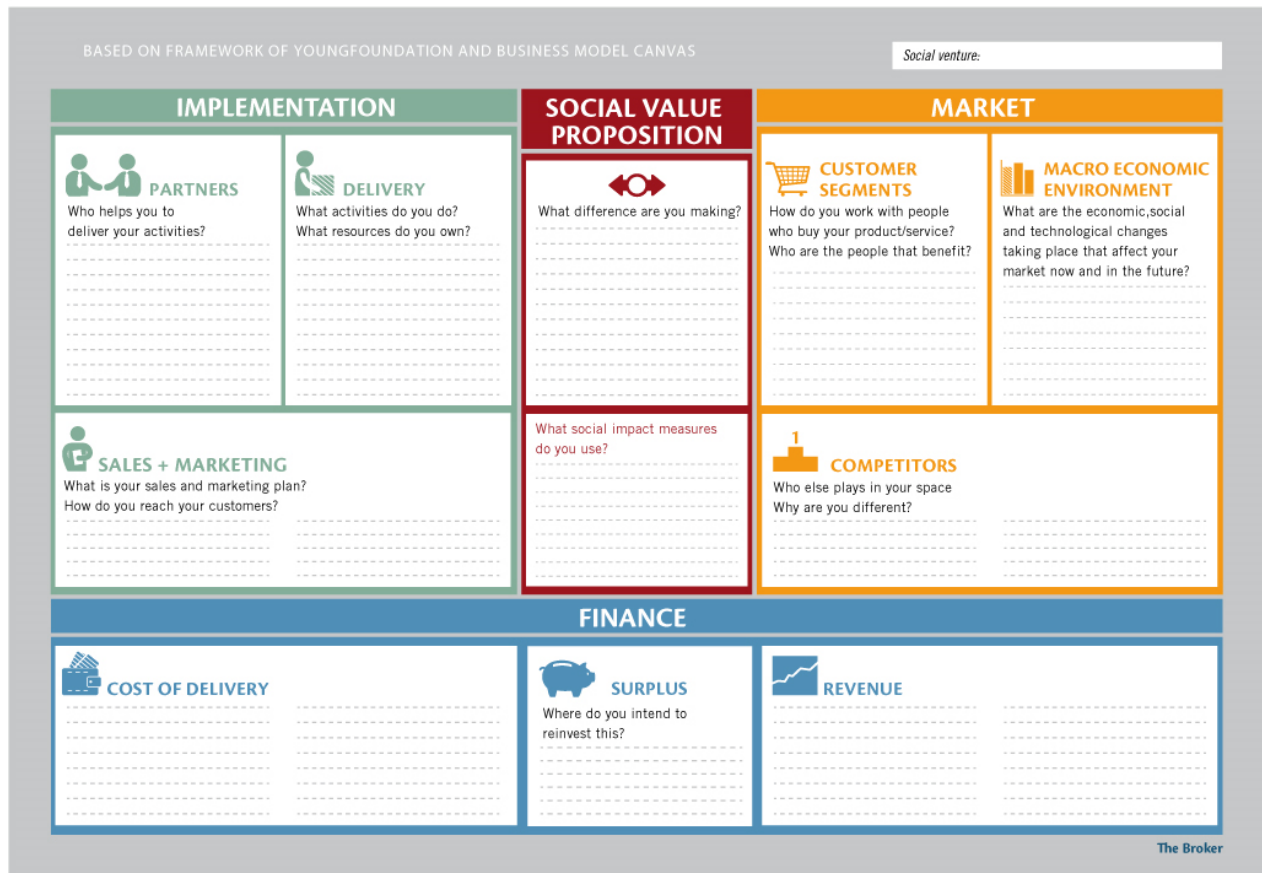 BASED ON FRAMEWORK OF YOUNGFOUNDATION AND BUSINESS MODEL CANVAS
Social venture:
IMPLEMENTATION
PARTNERS
Who helps you to
deliver your activities?
DELIVERY
What activities do you do?
What resources do you own?
SALES + MARKETING
What is your sales and marketing plan?
How do you reach your customers?
SOCIAL VALUE
PROPOSITION
What difference are you making?
What social impact measures
do you use?
MARKET
CUSTOMER
SEGMENTS
How do you work with people
who buy your product/service?
Who are the people that benefit?
MACRO ECONOMIC
ENVIRONMENT
What are the economic,social
and technological changes
taking place that affect your
market now and in the future?
1
COMPETITORS
Who else plays in your space
Why are you different?
FINANCE
COST OF DELIVERY
SURPLUS
Where do you intend to
reinvest this?
REVENUE
The Broker